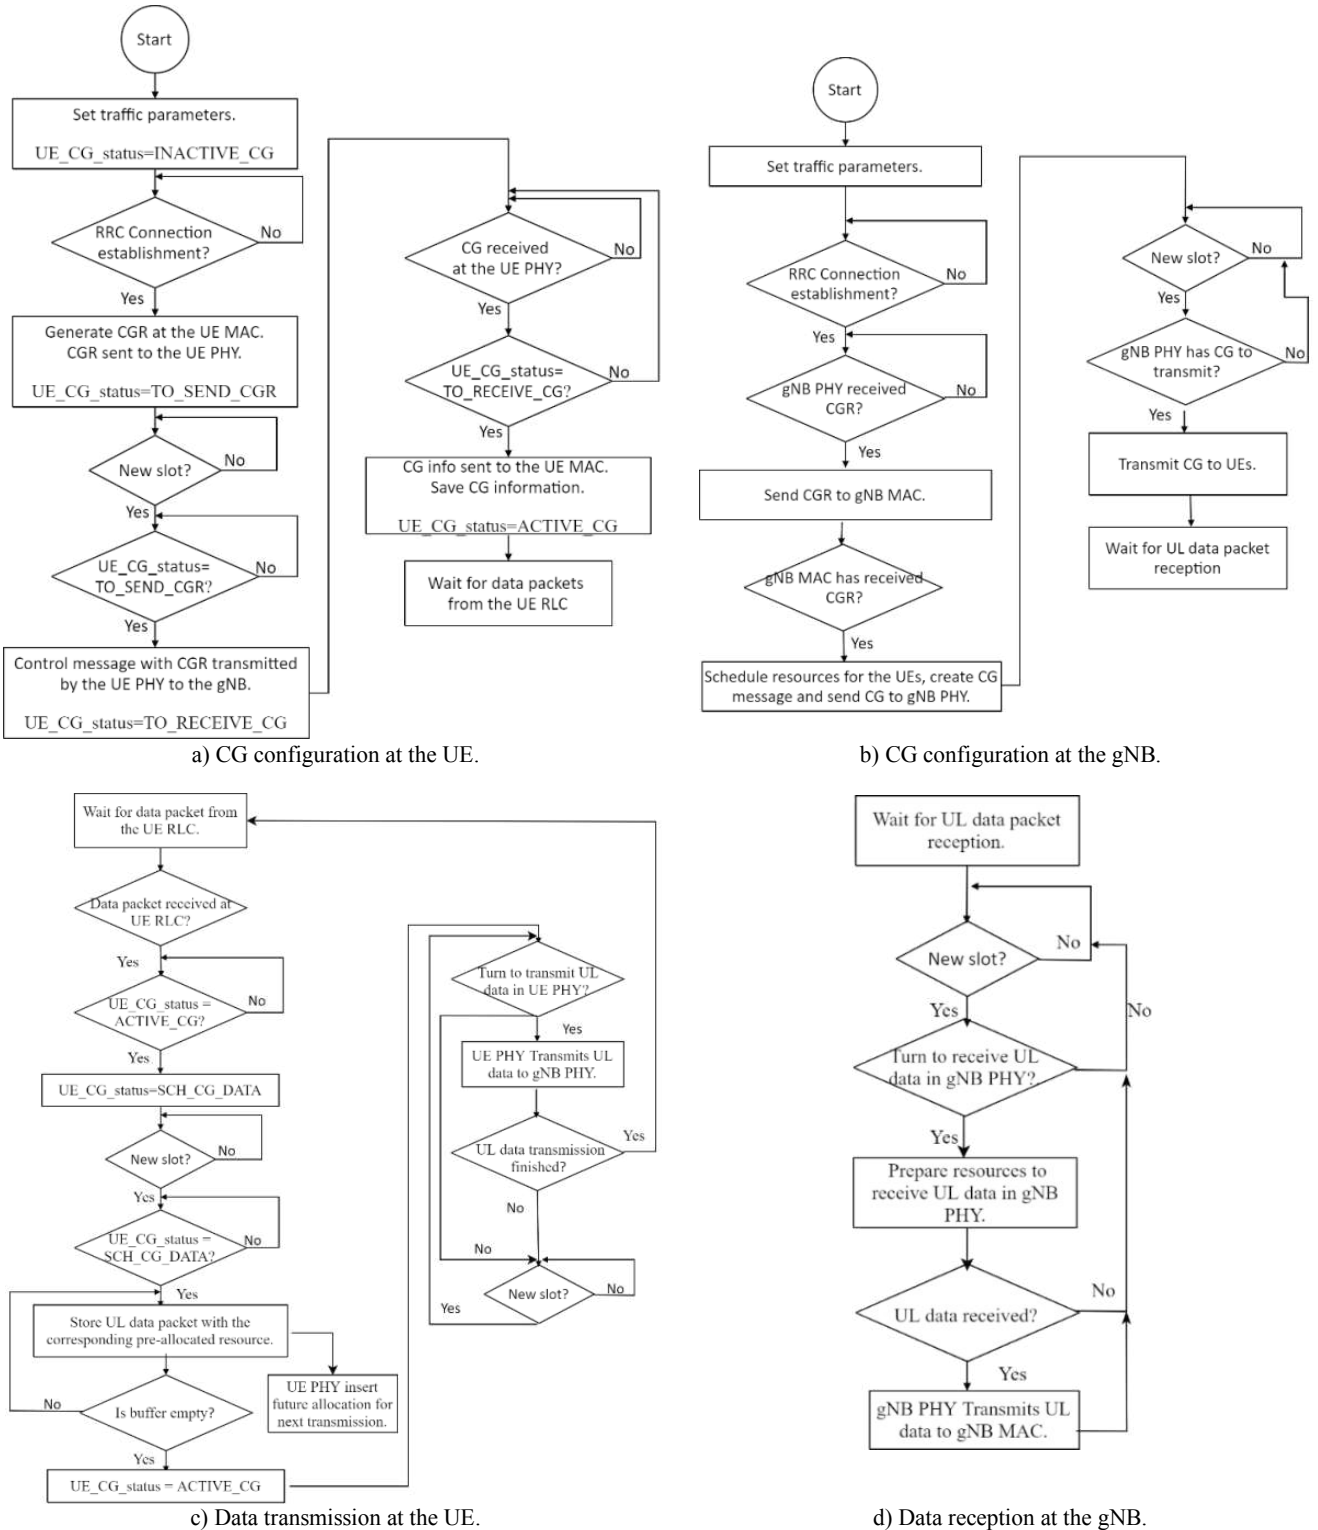 Start
Set traffic parameters.
UE_CG_status=INACTIVE_CG
RRC Connection
establishment?
No
Yes
Generate CGR at the UE MAC.
CGR sent to the UE PHY.
UE_CG_status=TO_SEND_CGR
New slot?
No
Yes
UE_CG_status=
TO_SEND_CGR?
No
Yes
Control message with CGR transmitted
by the UE PHY to the gNB.
UE_CG_status=TO_RECEIVE_CG
CG received
at the UE PHY?
No
Yes
UE_CG_status=
TO_RECEIVE_CG?
No
Yes
CG info sent to the UE MAC.
Save CG information.
UE_CG_status=ACTIVE_CG
Wait for data packets
from the UE RLC
a) CG configuration at the UE.
Start
Set traffic parameters.
RRC Connection
establishment?
No
Yes
gNB PHY received
CGR?
No
Yes
Send CGR to gNB MAC.
gNB MAC has received
CGR?
Yes
Schedule resources for the UEs, create CG
message and send CG to gNB PHY.
New slot?
No
Yes
gNB PHY has CG to
transmit?
No
Yes
Transmit CG to UEs.
Wait for UL data packet
reception
b) CG configuration at the gNB.
Wait for data packet from
the UE RLC.
Data packet received at
UE RLC?
Yes
UE_CG_status =
ACTIVE_CG?
No
Yes
UE_CG_status=SCH_CG_DATA
New slot?
No
Yes
UE_CG_status =
SCH_CG_DATA?
No
Yes
Store UL data packet with the
corresponding pre-allocated resource.
UE PHY insert
future allocation for
next transmission.
Is buffer empty?
No
Yes
UE_CG_status = ACTIVE_CG
Turn to transmit UL
data in UE PHY?
Yes
UE PHY Transmits UL
data to gNB PHY.
UL data transmission
finished?
Yes
No
No
New slot?
No
Yes
c) Data transmission at the UE.
Wait for UL data packet
reception.
New slot?
No
Yes
Turn to receive UL
data in gNB PHY?
No
Yes
Prepare resources to
receive UL data in gNB
PHY.
UL data received?
No
Yes
gNB PHY Transmits UL
data to gNB MAC.
d) Data reception at the gNB.